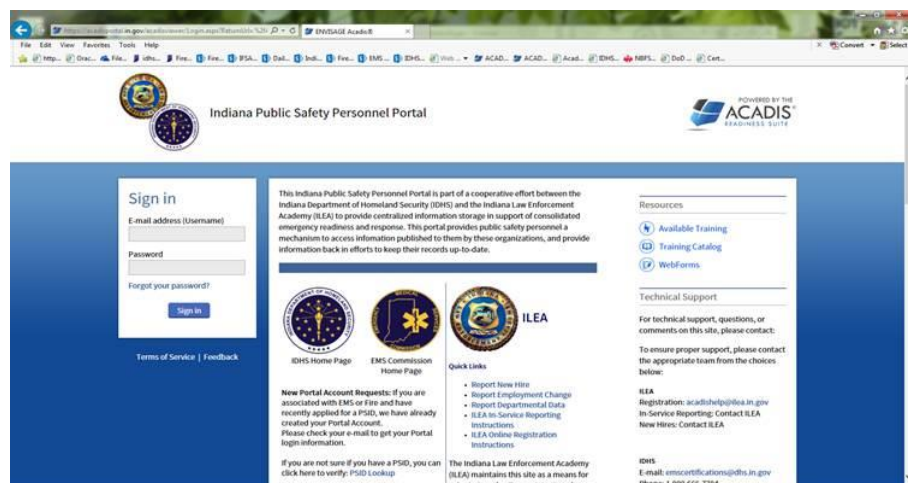 ENVISAGE Acadis®
File Edit View Favorites Tools Help
Convert Select
Indiana Public Safety Personnel Portal
POWERED BY THE
ACADIS®
READINESS SUITE
Sign in
E-mail address (Username)
Password
Forgot your password?
Sign in
Terms of Service | Feedback
This Indiana Public Safety Personnel Portal is part of a cooperative effort between the
Indiana Department of Homeland Security (IDHS) and the Indiana Law Enforcement
Academy (ILEA) to provide centralized information storage in support of consolidated
emergency readiness and response. This portal provides public safety personnel a
mechanism to access infomation published to them by these organizations, and provide
information back in efforts to keep their records up-to-date.
IDHS Home Page
EMS Commission
Home Page
New Portal Account Requests: If you are
associated with EMS or Fire and have
recently applied for a PSID, we have already
created your Portal Account.
Please check your e-mail to get your Portal
login information.
If you are not sure if you have a PSID, you can
click here to verify: PSID Lookup
ILEA
Quick Links
• Report New Hire
• Report Employment Change
• Report Departmental Data
• ILEA In-Service Reporting
Instructions
• ILEA Online Registration
Instructions
The Indiana Law Enforcement Academy
(ILEA) maintains this site as a means for
Resources
Available Training
Training Catalog
WebForms
Technical Support
For technical support, questions, or
comments on this site, please contact:
To ensure proper support, please contact
the appropriate team from the choices
below:
ILEA
Registration: acadishelp@ilea.in.gov
In-Service Reporting: Contact ILEA
New Hires: Contact ILEA
IDHS
E-mail: emscertifications@dhs.in.gov